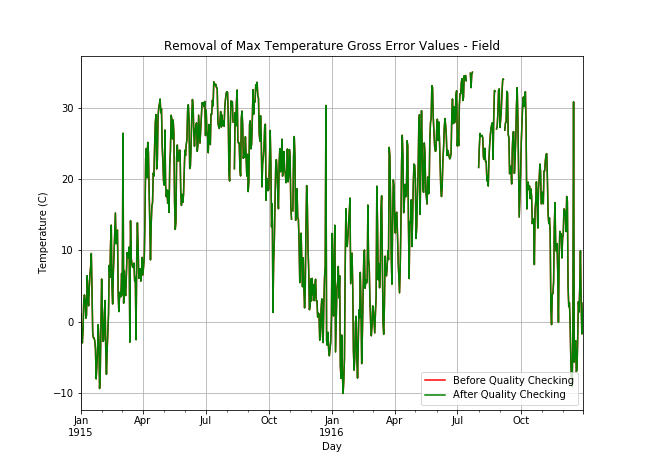 Removal of Max Temperature Gross Error Values - Field
Temperature (C)
30
20
10
0
−10
Before Quality Checking
After Quality Checking
Jan Apr Jul Oct Jan Apr Jul Oct
1915 1916
Day